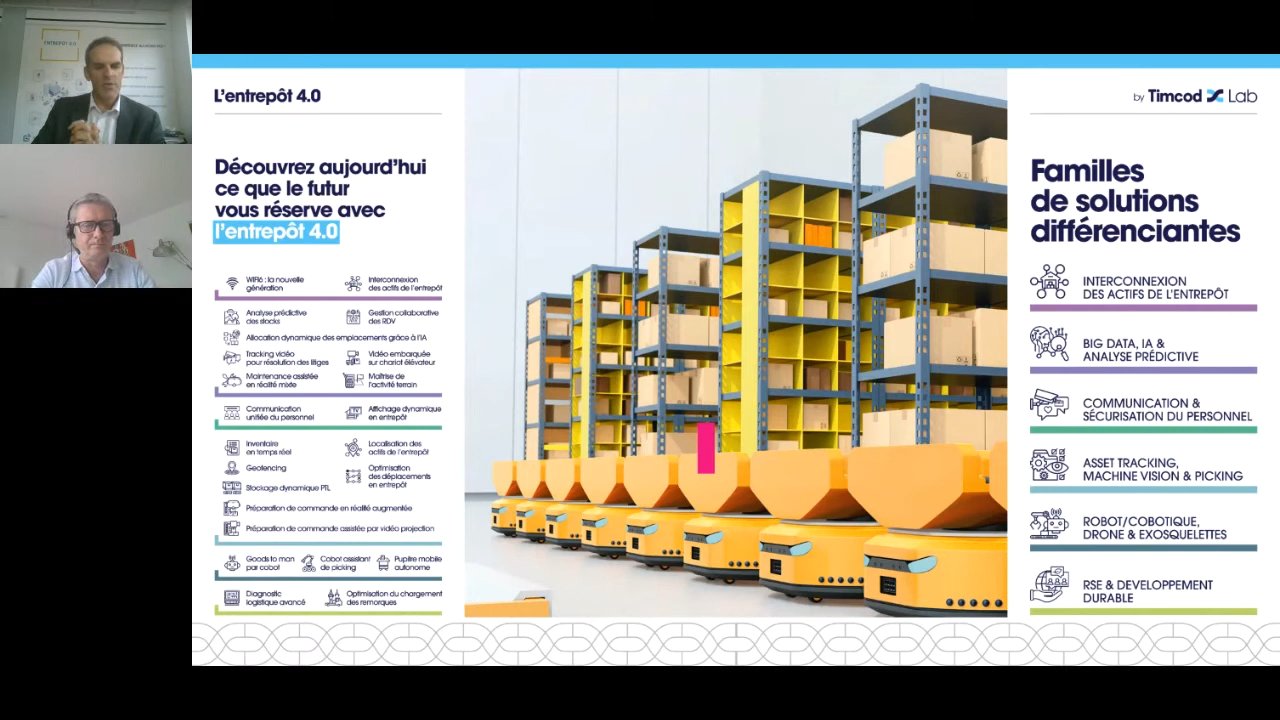 ENTREPÔT 4.0
L'entrepôt 4.0
Découvrez aujourd'hui
ce que le futur
vous réserve avec
l'entrepôt 4.0
WIFI6 : la nouvelle
génération
Interconnexion
des actifs de l'entrepôt
Analyse prédictive
des stocks
Gestion collaborative
des RDV
Allocation dynamique des emplacements grâce à l'IA
Tracking vidéo
pour résolution des litiges
Vidéo embarquée
sur chariot élévateur
Maintenance assistée
en réalité mixte
Maîtrise de
l'activité terrain
Communication
unifiée du personnel
Affichage dynamique
en entrepôt
Inventaire
en temps réel
Localisation des
actifs de l'entrepôt
Geofencing
Optimisation
des déplacements
en entrepôt
Stockage dynamique PTL
Préparation de commande en réalité augmentée
Préparation de commande assistée par vidéo projection
Goods to man
par cobot
Cobot assistant
de picking
Pupitre mobile
autonome
Diagnostic
logistique avancé
Optimisation du chargement
des remorques
by Timcod Lab
Familles
de solutions
différenciantes
INTERCONNEXION
DES ACTIFS DE L'ENTREPÔT
BIG DATA, IA &
ANALYSE PRÉDICTIVE
COMMUNICATION &
SÉCURISATION DU PERSONNEL
ASSET TRACKING,
MACHINE VISION & PICKING
ROBOT/COBOTIQUE,
DRONE & EXOSQUELETTES
RSE & DEVELOPPEMENT
DURABLE